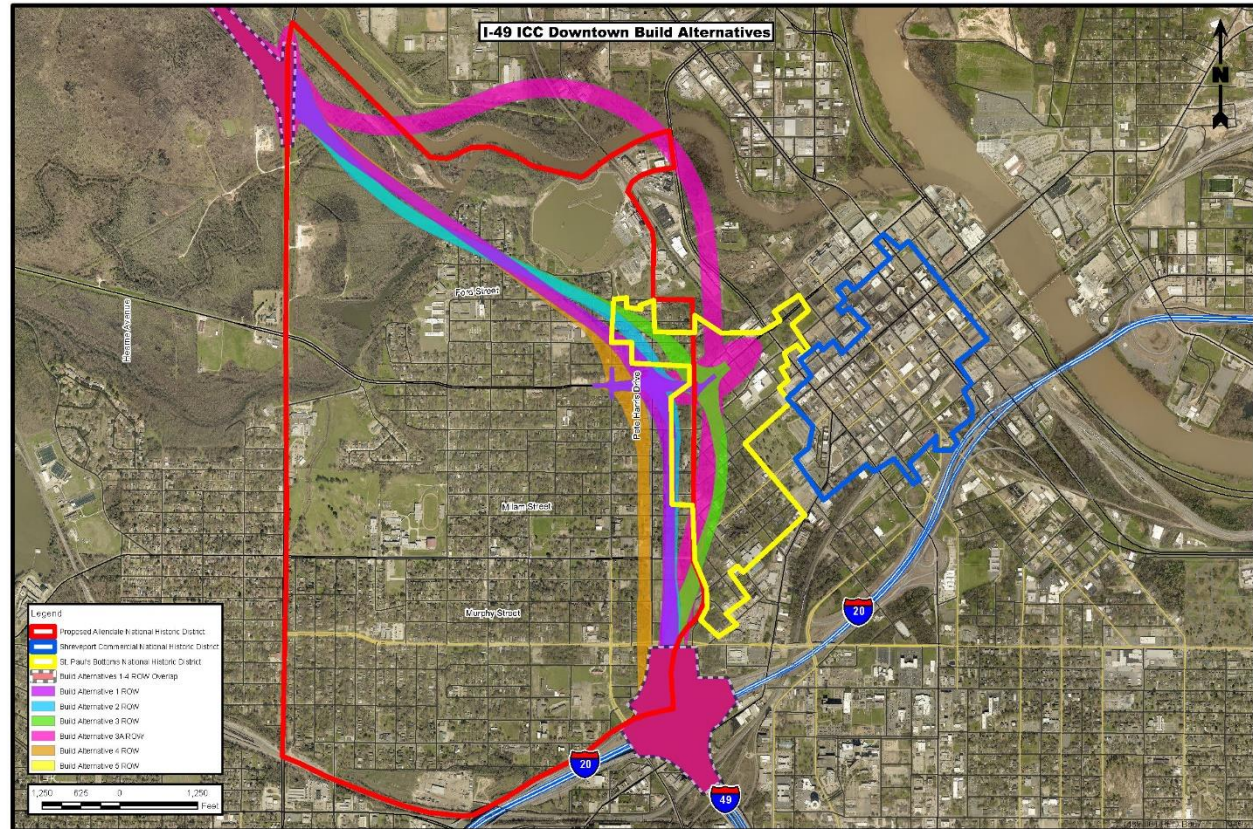 I-49 ICC Downtown Build Alternatives
N
Ford Street
Hearne Avenue
Pete Harris Drive
Milam Street
Murphy Street
20
20
49
Legend
Proposed Allendale National Historic District
Shreveport Commercial National Historic District
St. Paul's Bottoms National Historic District
Build Alternatives 1-4 ROW Overlap
Build Alternative 1 ROW
Build Alternative 2 ROW
Build Alternative 3 ROW
Build Alternative 3A ROW
Build Alternative 4 ROW
Build Alternative 5 ROW
1,250 625 0 1,250
Feet